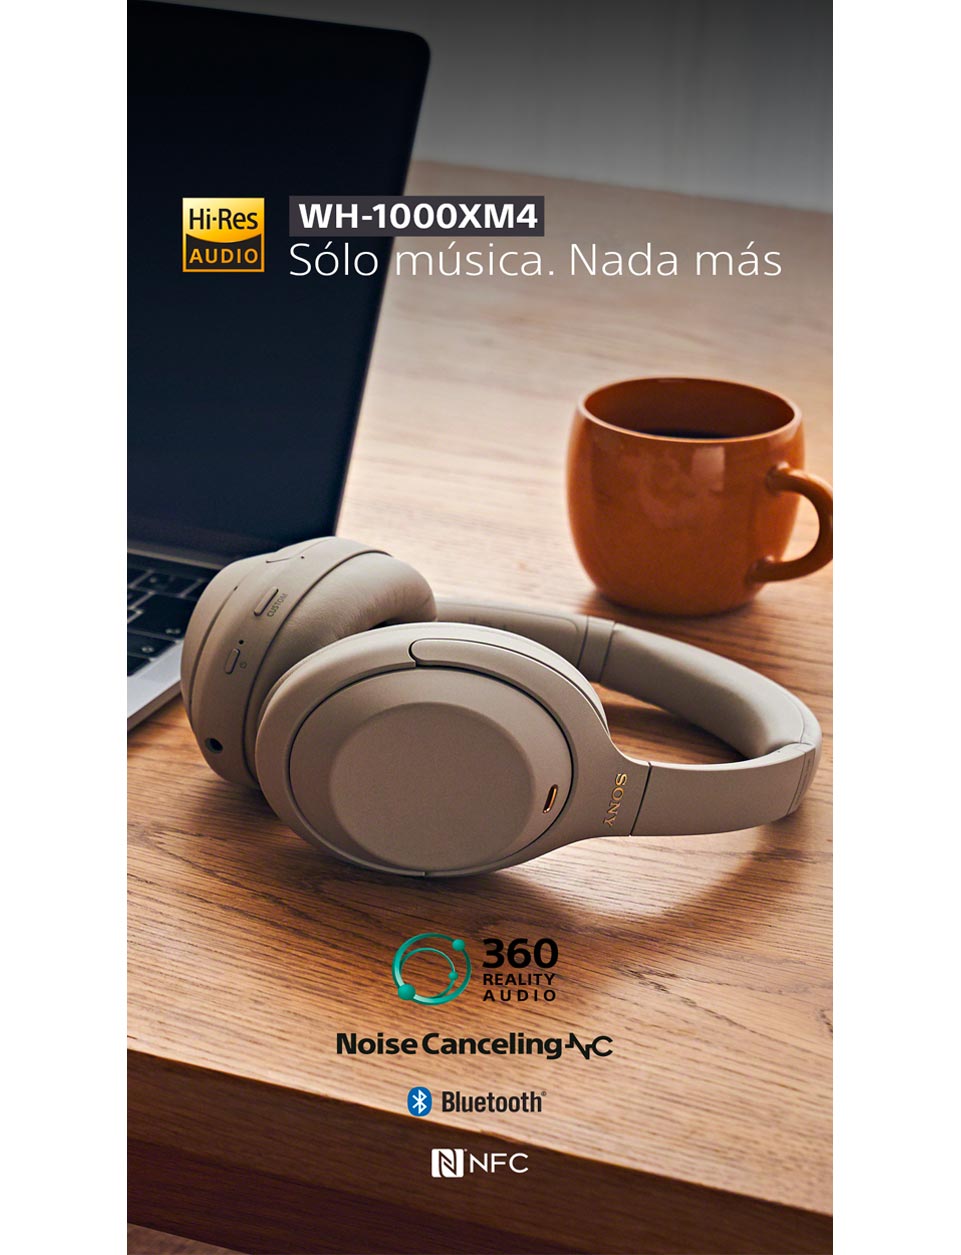 Hi-Res
AUDIO
WH-1000XM4
Sólo música. Nada más
CUSTOM
SONY
360
REALITY
AUDIO
Noise Canceling NC
Bluetooth®
N NFC